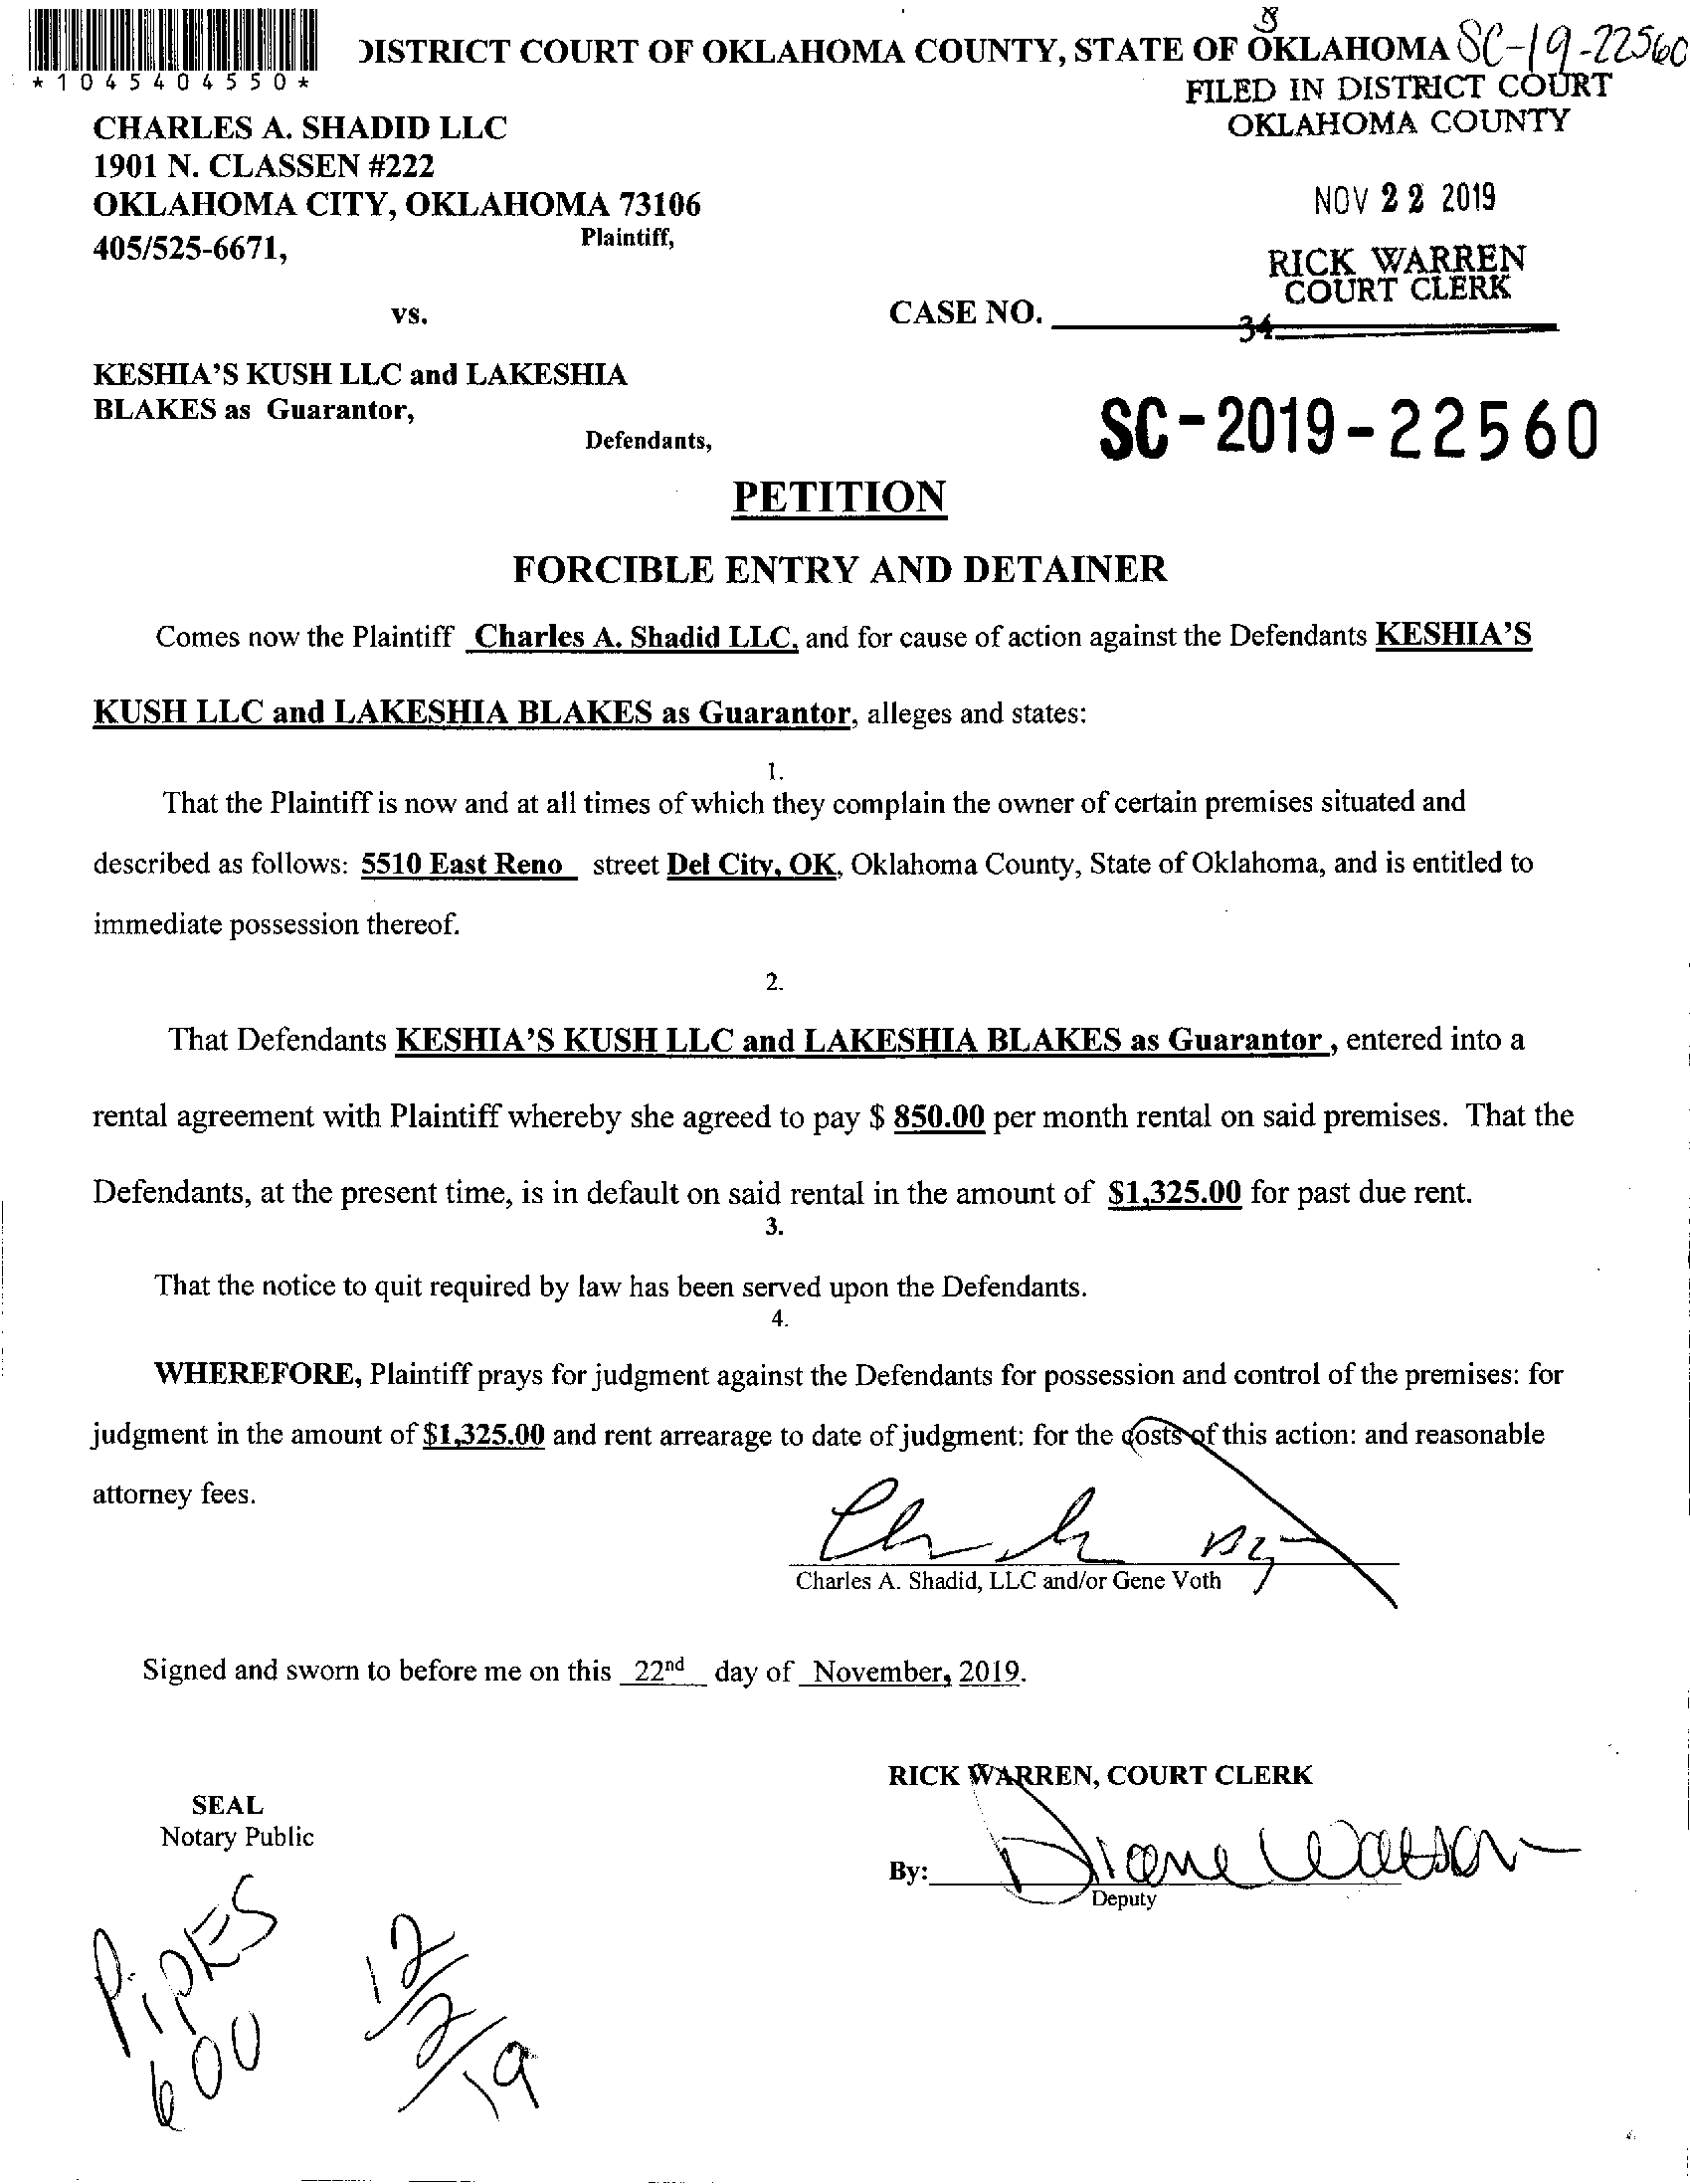 DISTRICT COURT OF OKLAHOMA COUNTY, STATE OF OKLAHOMA SC-19-22560
*1045404550*
FILED IN DISTRICT COURT
OKLAHOMA COUNTY
CHARLES A. SHADID LLC
1901 N. CLASSEN #222
OKLAHOMA CITY, OKLAHOMA 73106
NOV 22 2019
405/525-6671,
Plaintiff,
RICK WARREN
COURT CLERK
vs.
CASE NO.
34
KESHIA'S KUSH LLC and LAKESHIA
BLAKES as Guarantor,
Defendants,
SC-2019-22560
PETITION
FORCIBLE ENTRY AND DETAINER
Comes now the Plaintiff Charles A. Shadid LLC, and for cause of action against the Defendants KESHIA'S
KUSH LLC and LAKESHIA BLAKES as Guarantor, alleges and states:
1.
That the Plaintiff is now and at all times of which they complain the owner of certain premises situated and
described as follows: 5510 East Reno street Del City, OK, Oklahoma County, State of Oklahoma, and is entitled to
immediate possession thereof.
2.
That Defendants KESHIA'S KUSH LLC and LAKESHIA BLAKES as Guarantor , entered into a
rental agreement with Plaintiff whereby she agreed to pay $ 850.00 per month rental on said premises. That the
Defendants, at the present time, is in default on said rental in the amount of $1,325.00 for past due rent.
3.
That the notice to quit required by law has been served upon the Defendants.
4.
WHEREFORE, Plaintiff prays for judgment against the Defendants for possession and control of the premises: for
judgment in the amount of $1,325.00 and rent arrearage to date of judgment: for the costs of this action: and reasonable
attorney fees.
Charles A. Shadid, LLC and/or Gene Voth
Signed and sworn to before me on this 22nd day of November, 2019.
RICK WARREN, COURT CLERK
SEAL
Notary Public
By: Diane Watson
Deputy
Pipkes
600
12/2/19